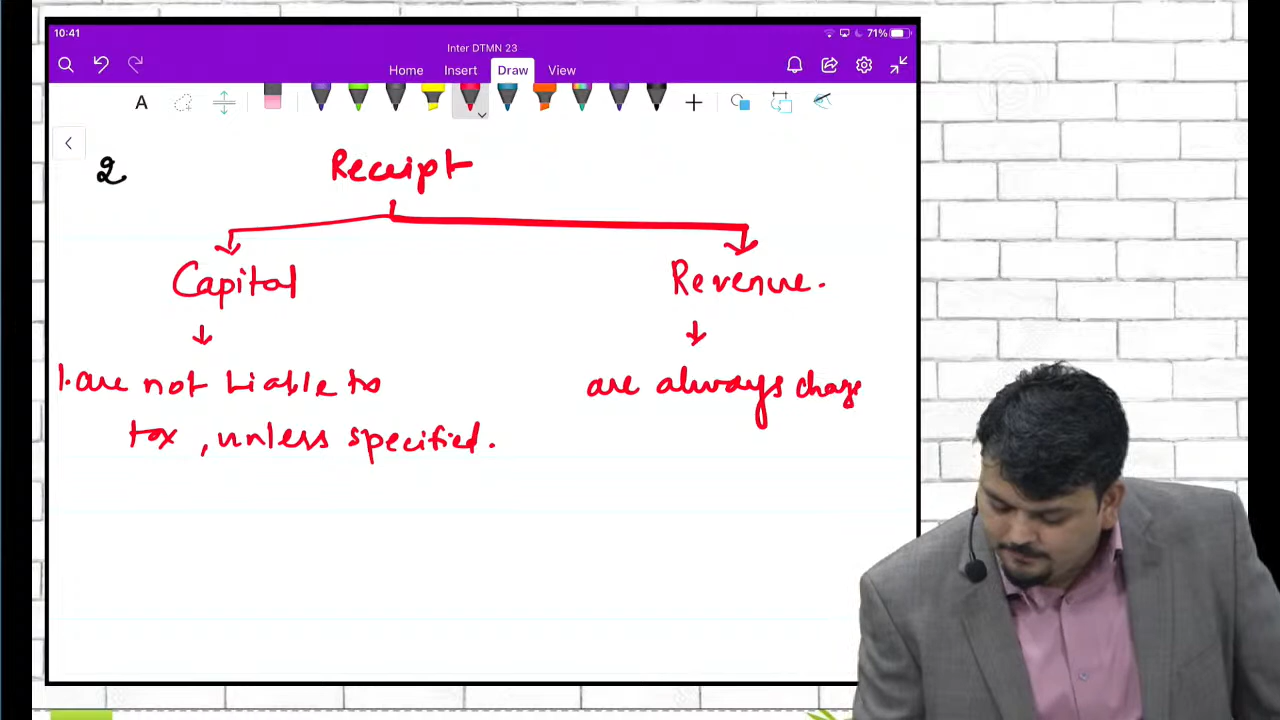 10:41
71%
Inter DTMN 23
Home Insert Draw View
A
2
Receipt
Capital
Revenue.
1. are not liable to
tax, unless specified.
are always charge